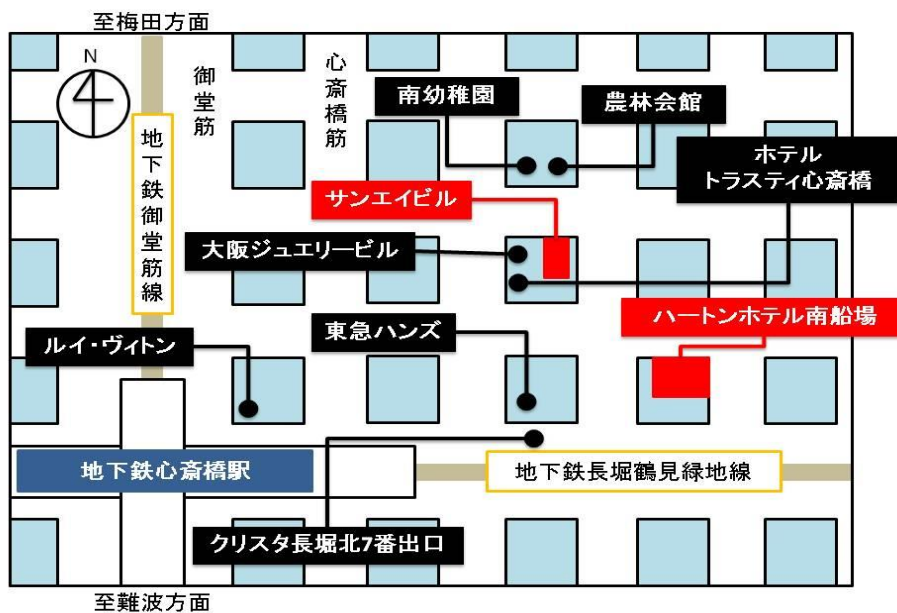 至梅田方面
N
御堂筋
心斎橋筋
南幼稚園
農林会館
地下鉄御堂筋線
ホテル
トラスティ心斎橋
サンエイビル
大阪ジュエリービル
ハートンホテル南船場
東急ハンズ
ルイ・ヴィトン
地下鉄心斎橋駅
地下鉄長堀鶴見緑地線
クリスタ長堀北7番出口
至難波方面